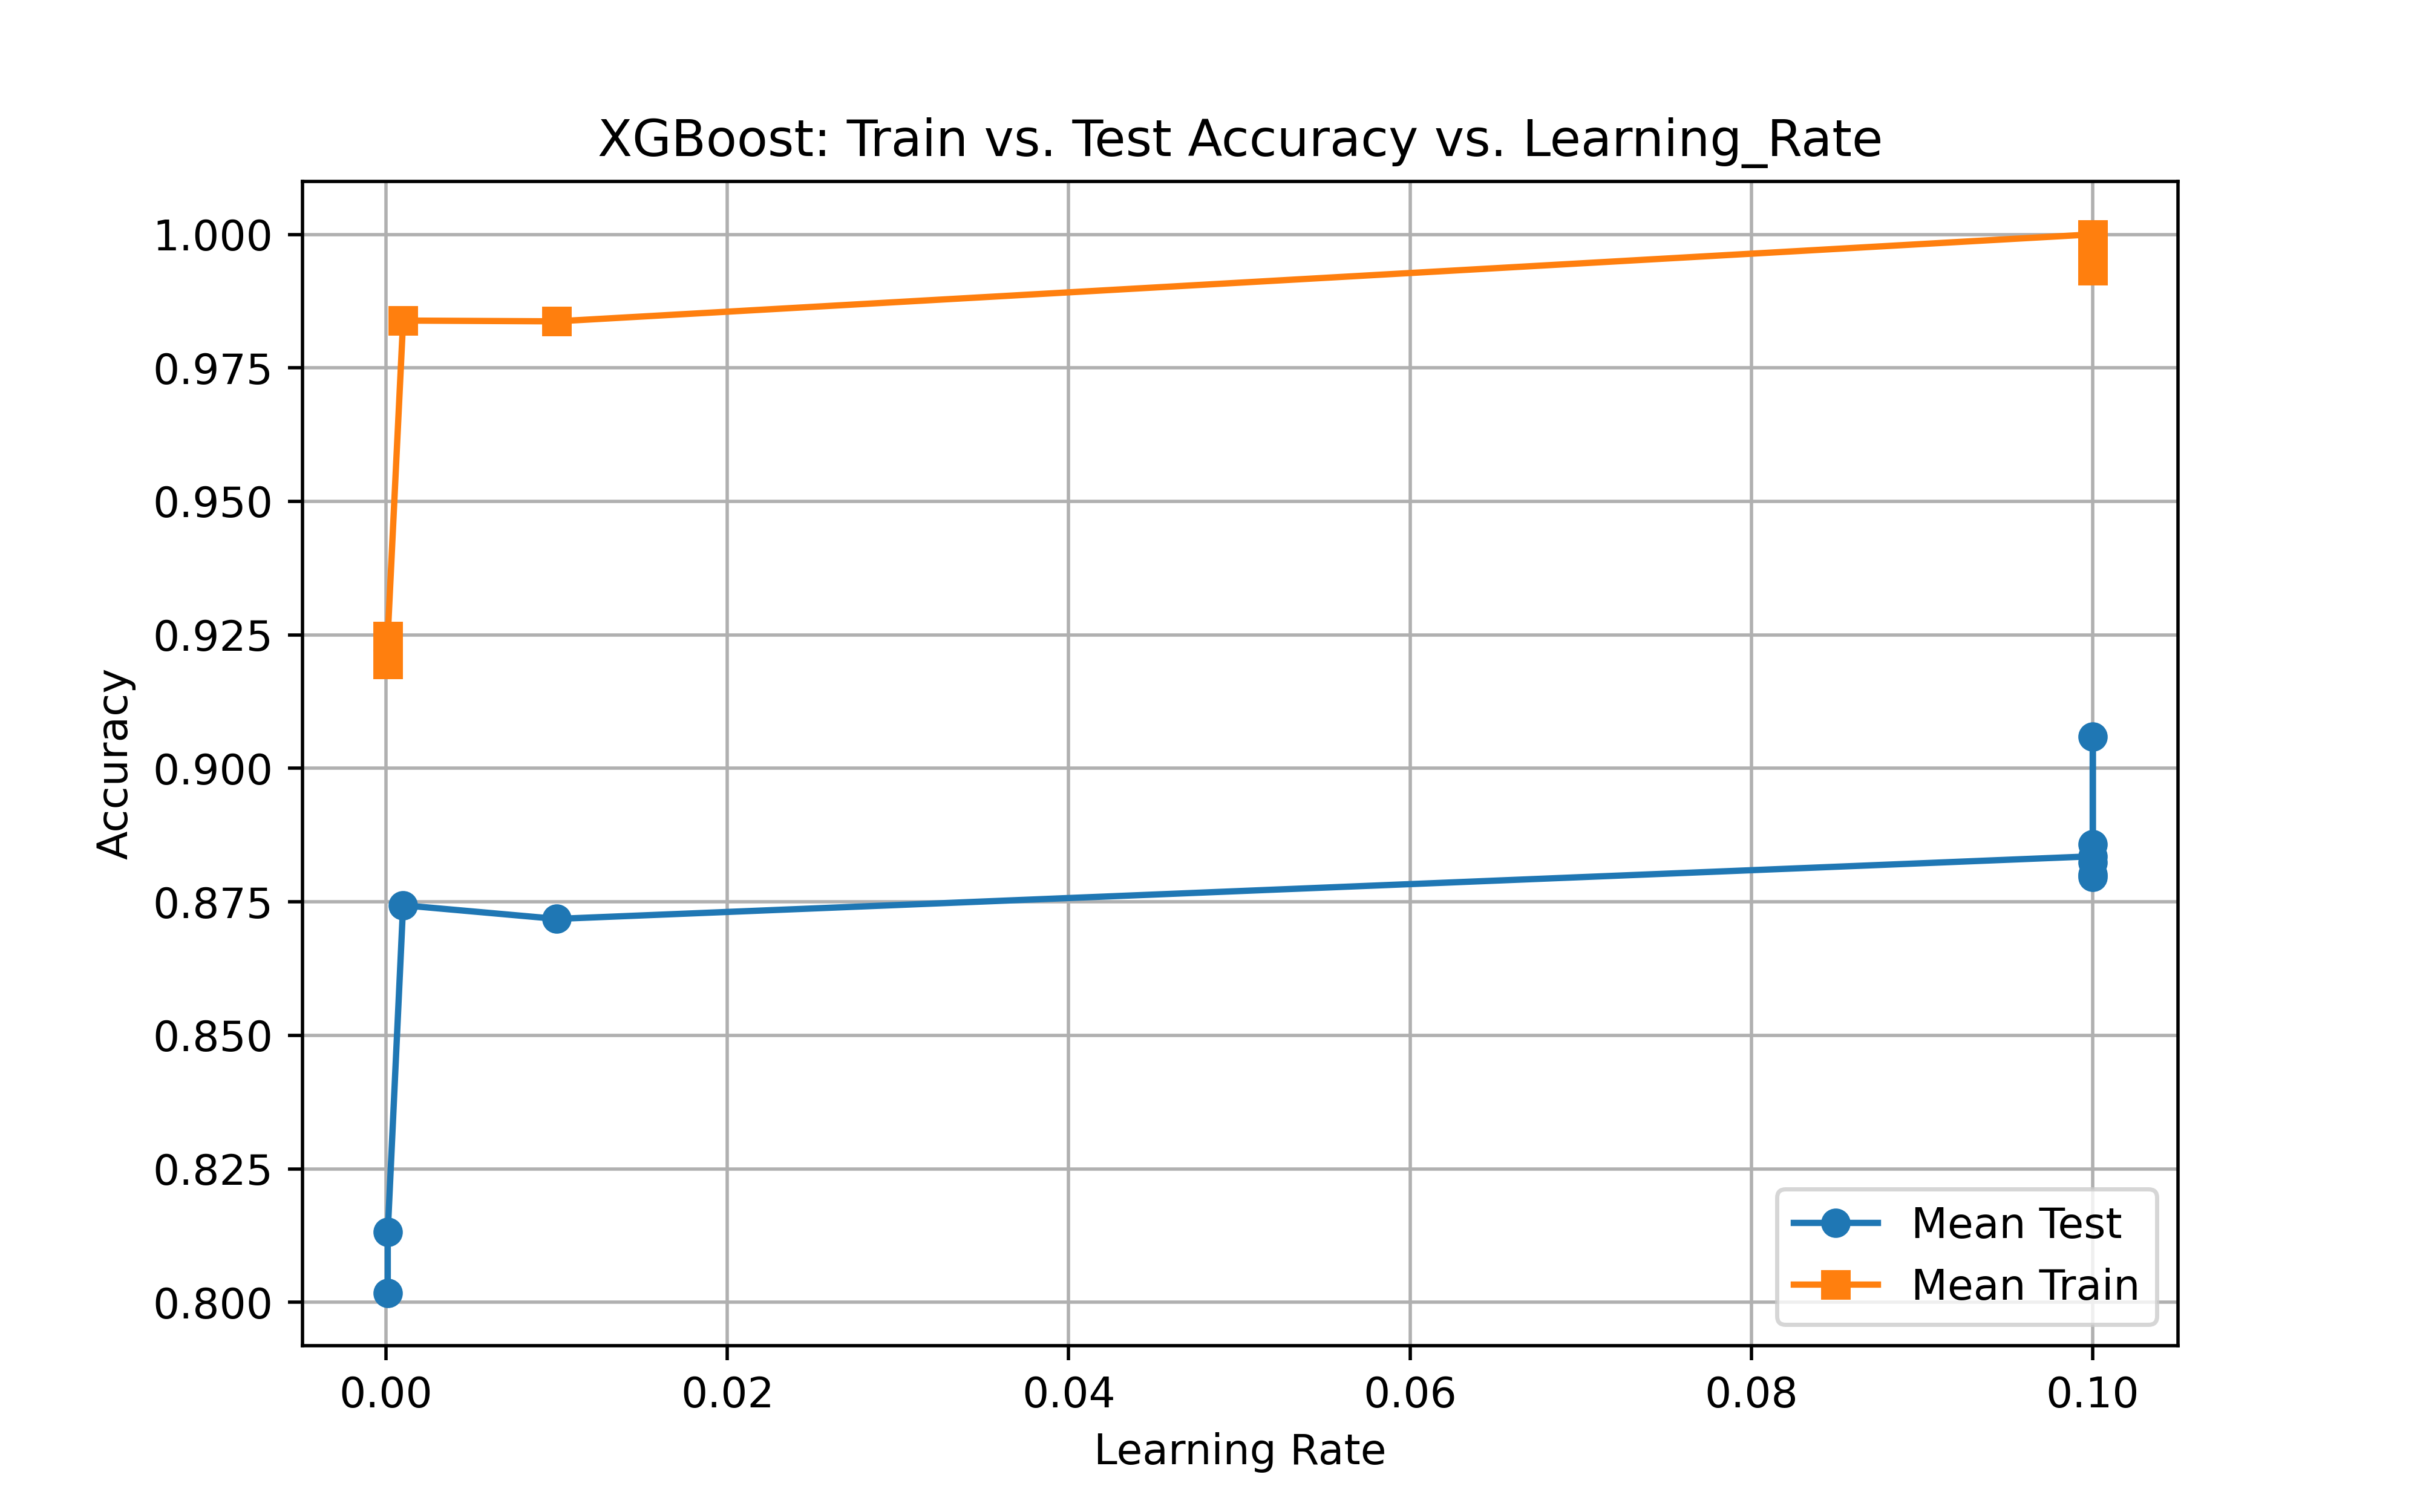 XGBoost: Train vs. Test Accuracy vs. Learning_Rate
1.000
0.975
0.950
0.925
0.900
0.875
0.850
0.825
0.800
Accuracy
Mean Test
Mean Train
0.00 0.02 0.04 0.06 0.08 0.10
Learning Rate